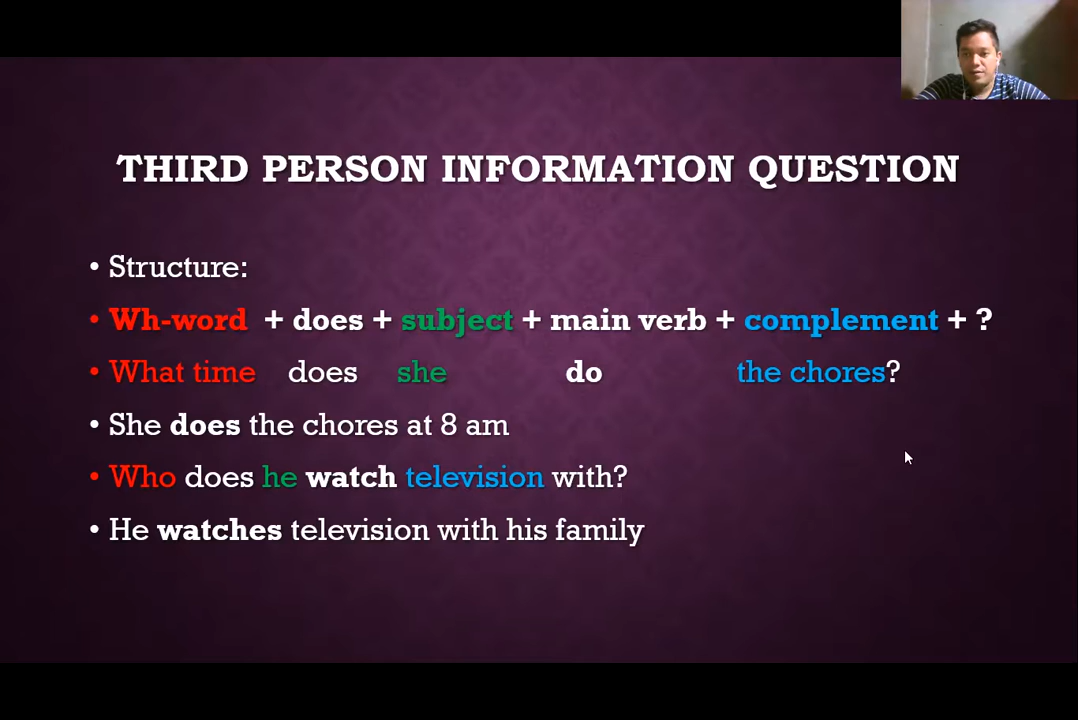 THIRD PERSON INFORMATION QUESTION
• Structure:
• Wh-word + does + subject + main verb + complement + ?
• What time does she do the chores?
• She does the chores at 8 am
• Who does he watch television with?
• He watches television with his family